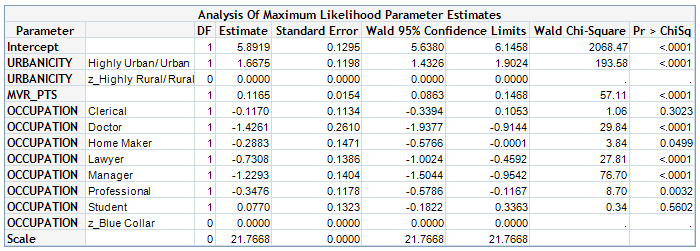 Analysis Of Maximum Likelihood Parameter Estimates
Parameter DF Estimate Standard Error Wald 95% Confidence Limits Wald Chi-Square Pr > ChiSq
Intercept 1 5.8919 0.1295 5.6380 6.1458 2068.47 <.0001
URBANICITY Highly Urban/ Urban 1 1.6675 0.1198 1.4326 1.9024 193.58 <.0001
URBANICITY z_Highly Rural/ Rural 0 0.0000 0.0000 0.0000 0.0000 . .
MVR_PTS 1 0.1165 0.0154 0.0863 0.1468 57.11 <.0001
OCCUPATION Clerical 1 -0.1170 0.1134 -0.3394 0.1053 1.06 0.3023
OCCUPATION Doctor 1 -1.4261 0.2610 -1.9377 -0.9144 29.84 <.0001
OCCUPATION Home Maker 1 -0.2883 0.1471 -0.5766 -0.0001 3.84 0.0499
OCCUPATION Lawyer 1 -0.7308 0.1386 -1.0024 -0.4592 27.81 <.0001
OCCUPATION Manager 1 -1.2293 0.1404 -1.5044 -0.9542 76.70 <.0001
OCCUPATION Professional 1 -0.3476 0.1178 -0.5786 -0.1167 8.70 0.0032
OCCUPATION Student 1 0.0770 0.1323 -0.1822 0.3363 0.34 0.5602
OCCUPATION z_Blue Collar 0 0.0000 0.0000 0.0000 0.0000 . .
Scale 0 21.7668 0.0000 21.7668 21.7668